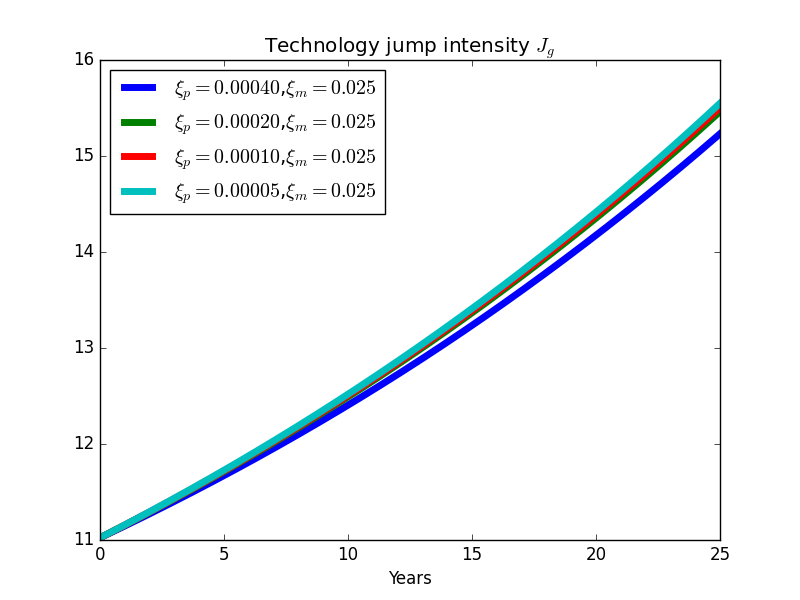 Technology jump intensity J_g
16
15
14
13
12
11
ξ_p = 0.00040,ξ_m = 0.025
ξ_p = 0.00020,ξ_m = 0.025
ξ_p = 0.00010,ξ_m = 0.025
ξ_p = 0.00005,ξ_m = 0.025
0 5 10 15 20 25
Years